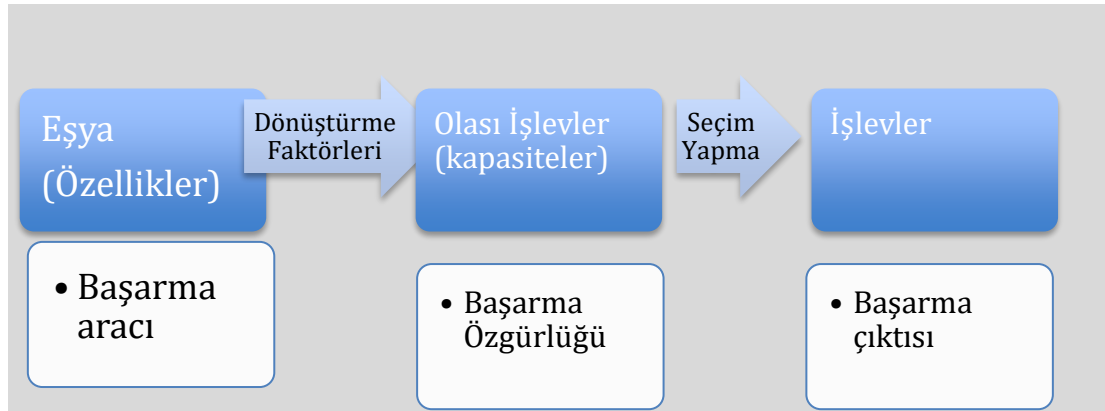 Eşya
(Özellikler)
Dönüştürme
Faktörleri
Olası İşlevler
(kapasiteler)
Seçim
Yapma
İşlevler
• Başarma
aracı
• Başarma
Özgürlüğü
• Başarma
çıktısı